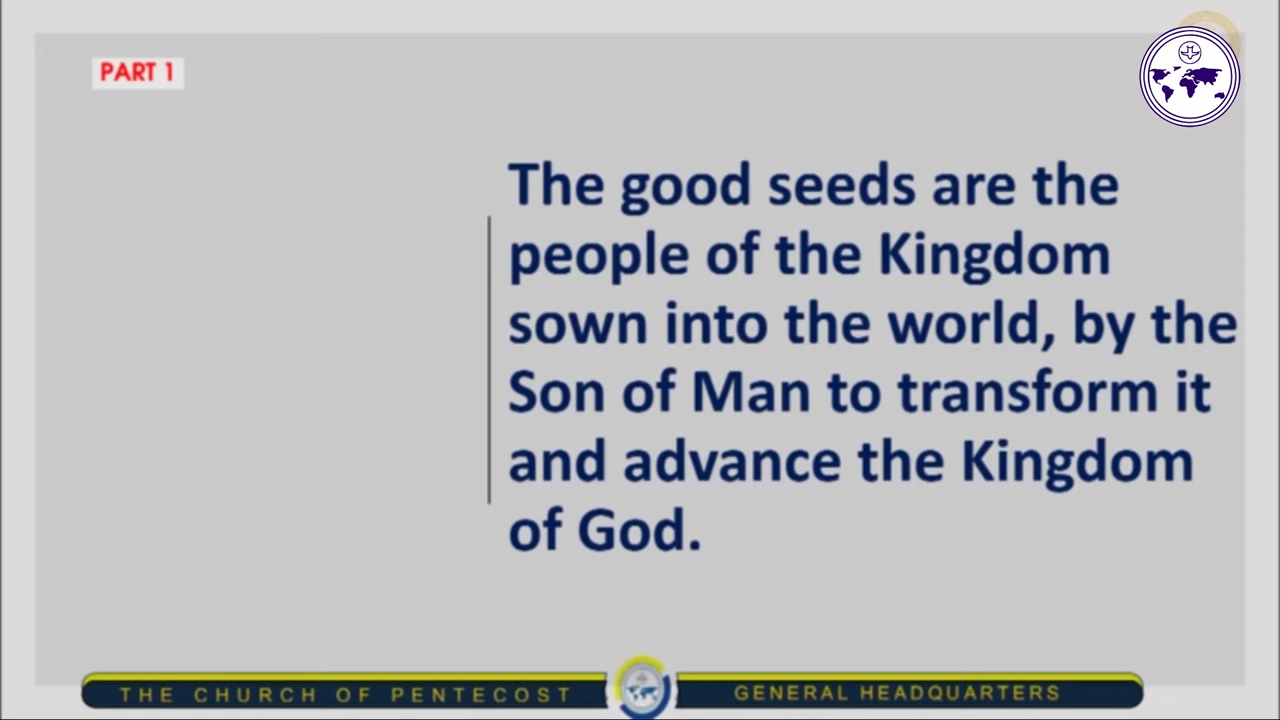 PART 1
The good seeds are the
people of the Kingdom
sown into the world, by the
Son of Man to transform it
and advance the Kingdom
of God.
THE CHURCH OF PENTECOST
GENERAL HEADQUARTERS